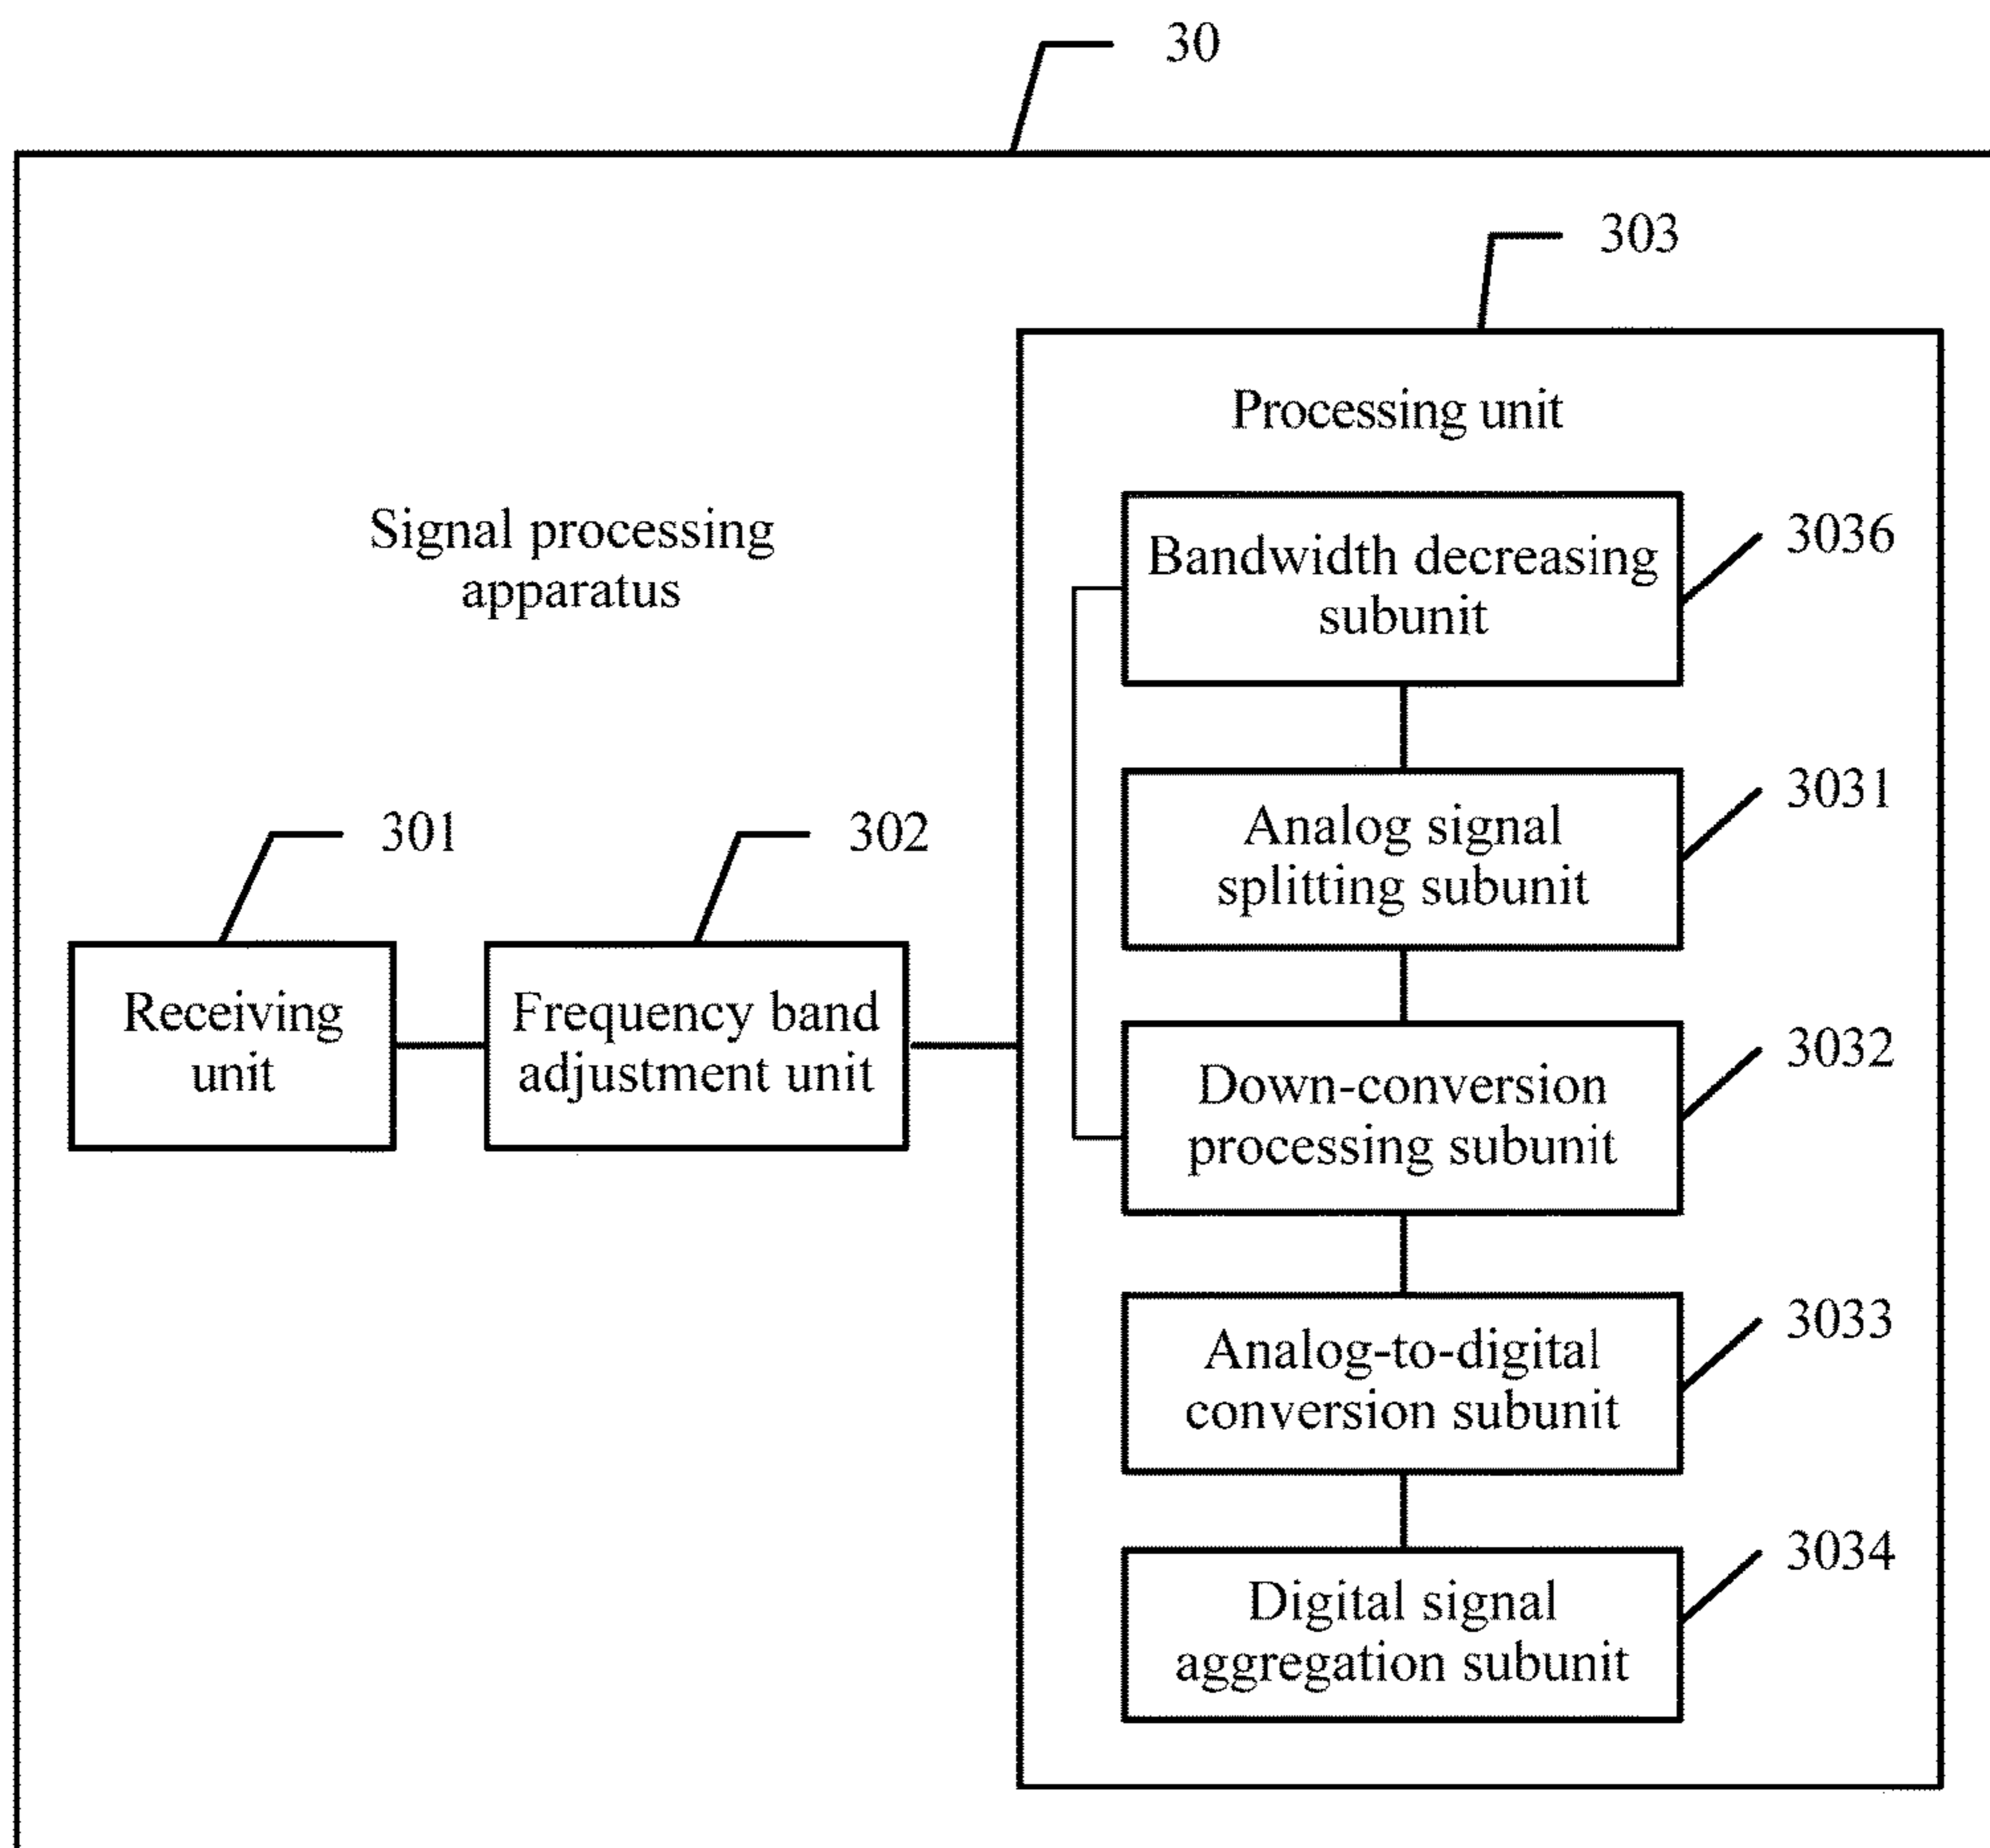 30
303
Processing unit
Signal processing
apparatus
Bandwidth decreasing
subunit
3036
Analog signal
splitting subunit
3031
301
302
Receiving
unit
Frequency band
adjustment unit
Down-conversion
processing subunit
3032
Analog-to-digital
conversion subunit
3033
Digital signal
aggregation subunit
3034